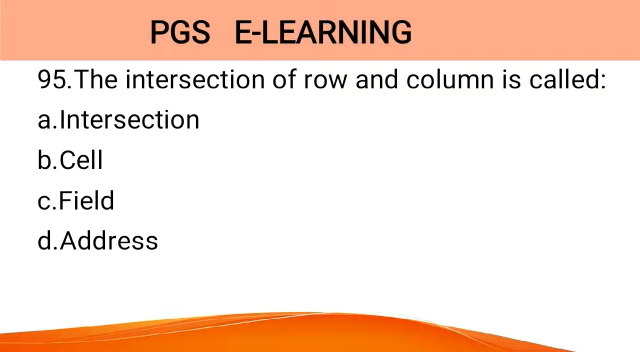 PGS E-LEARNING
95.The intersection of row and column is called:
a.Intersection
b.Cell
c.Field
d.Address